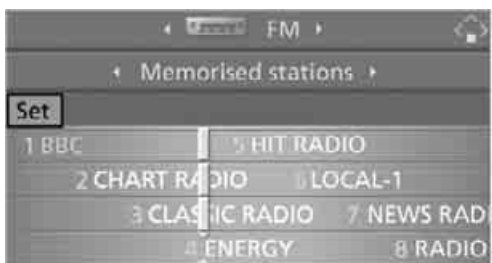 FM
Memorised stations
Set
1 BBC 5 HIT RADIO
2 CHART RADIO 6 LOCAL-1
3 CLASSIC RADIO 7 NEWS RAD
4 ENERGY 8 RADIO